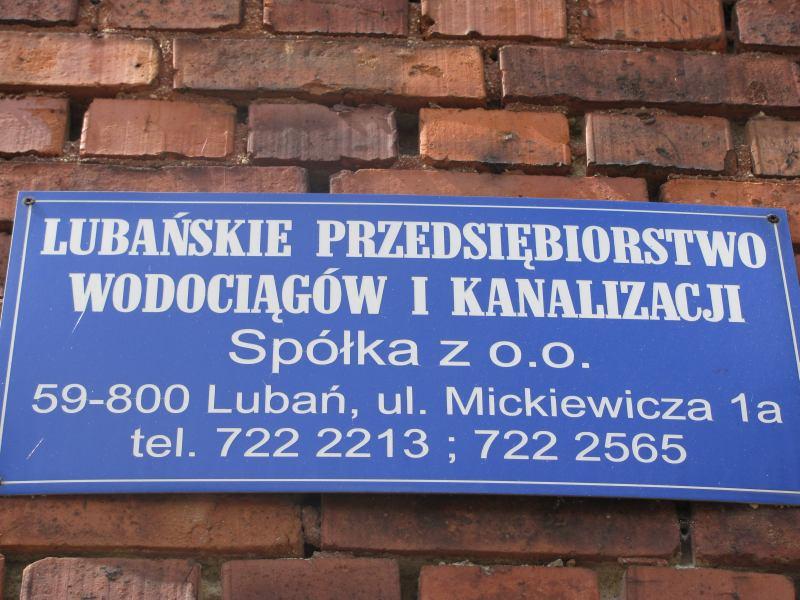 LUBAŃSKIE PRZEDSIĘBIORSTWO
WODOCIĄGÓW I KANALIZACJI
Spółka z o.o.
59-800 Lubań, ul. Mickiewicza 1a
tel. 722 2213 ; 722 2565